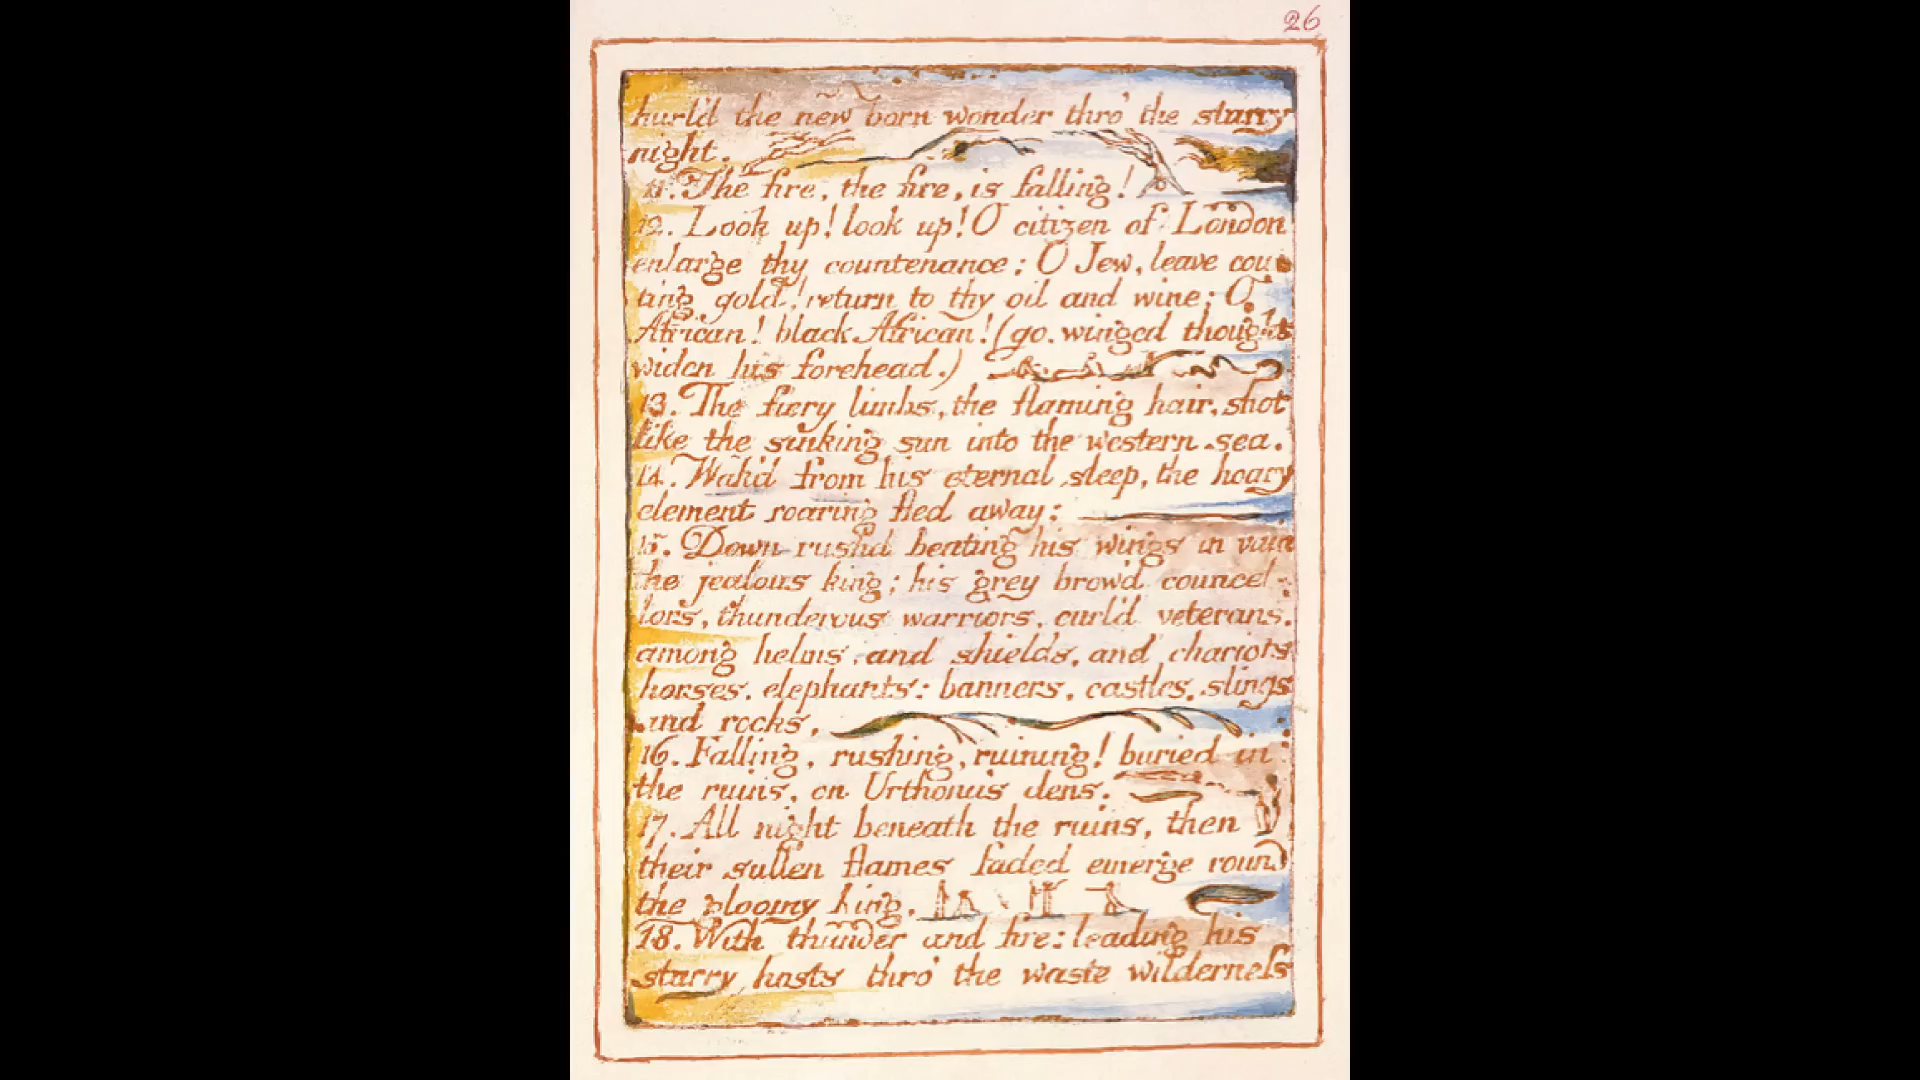 26
hurl'd the new born wonder thro' the starry
night.
11. The fire, the fire, is falling!
12. Look up! look up! O citizen of London
enlarge thy countenance; O Jew, leave coun
ting gold! return to thy oil and wine; O
African! black African! (go. winged thought
widen his forehead.)
13. The fiery limbs, the flaming hair, shot
like the sinking sun into the western sea.
14. Wak'd from his eternal sleep, the hoary
element roaring fled away:
15. Down rush'd beating his wings in vain
the jealous king; his grey brow'd councel-
lors, thunderous warriors, curl'd veterans,
among helms, and shields, and chariots
horses, elephants: banners, castles, slings
and rocks,
16. Falling, rushing, ruining! buried in
the ruins, on Urthona's dens.
17. All night beneath the ruins, then
their sullen flames faded emerge round
the gloomy king,
18. With thunder and fire: leading his
starry hosts thro' the waste wilderness